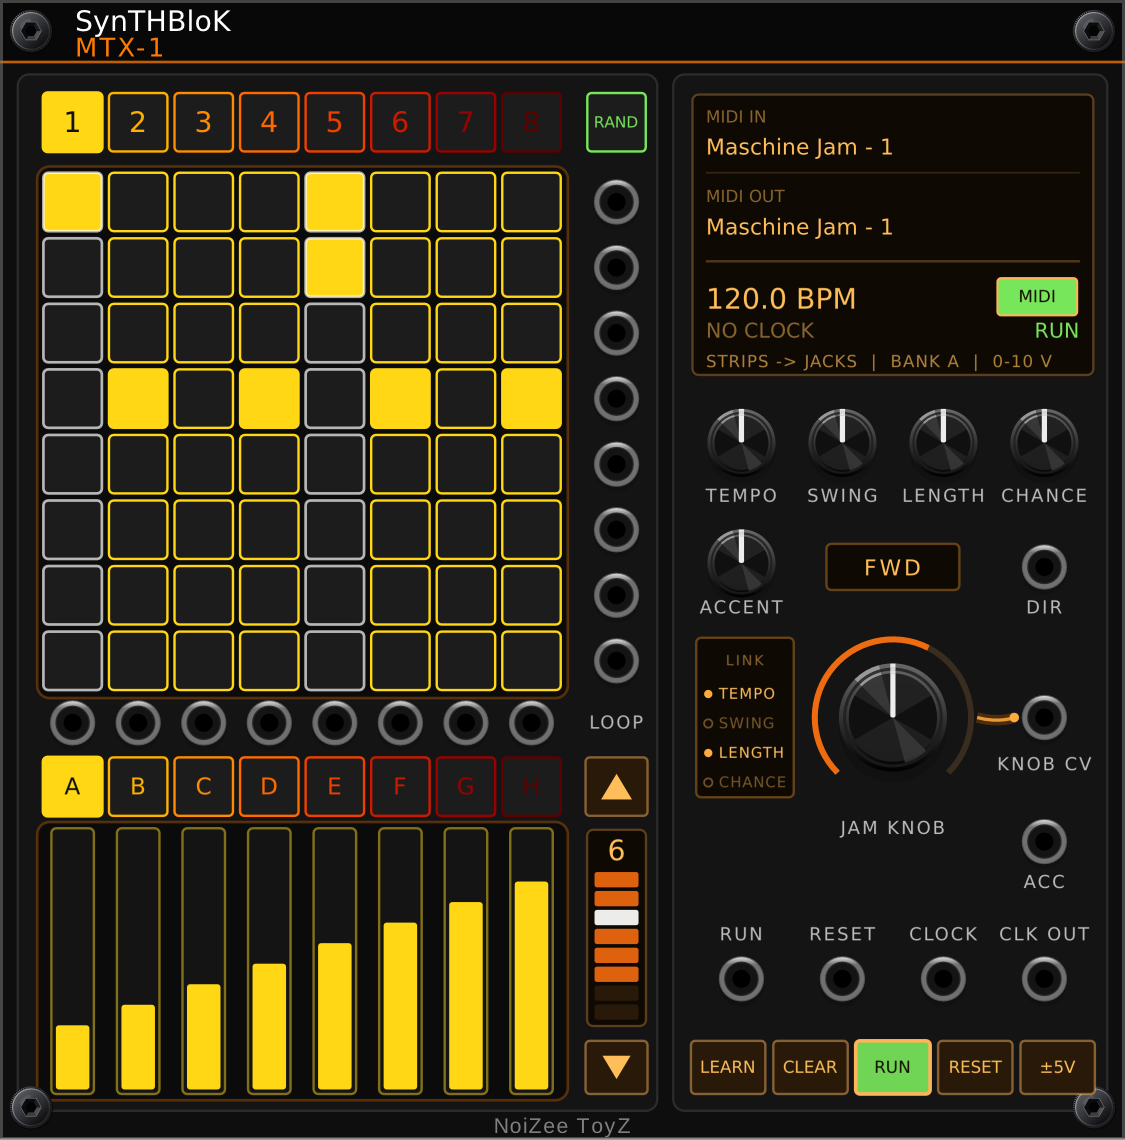 SynTHBloK
MTX-1
1 2 3 4 5 6 7 8 RAND
MIDI IN
Maschine Jam - 1
MIDI OUT
Maschine Jam - 1
120.0 BPM MIDI
NO CLOCK RUN
STRIPS -> JACKS | BANK A | 0-10 V
TEMPO SWING LENGTH CHANCE
FWD
ACCENT DIR
LINK
TEMPO
SWING
LENGTH
CHANCE
KNOB CV
JAM KNOB
ACC
LOOP
A B C D E F G H
6
RUN RESET CLOCK CLK OUT
LEARN CLEAR RUN RESET ±5V
NoiZee ToyZ